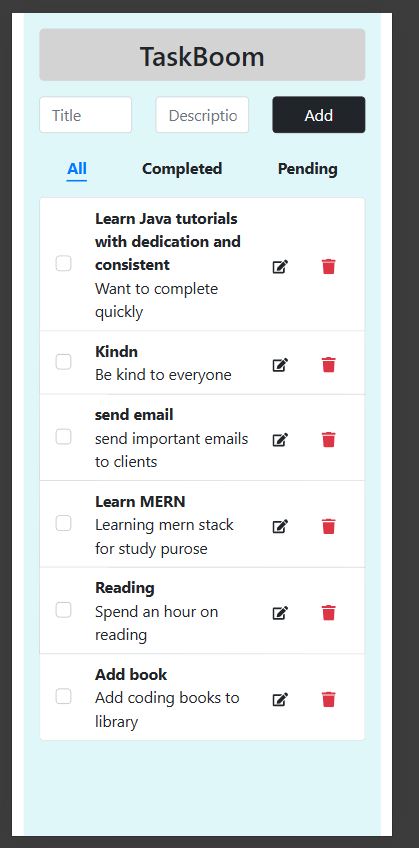 TaskBoom
Title
Descriptio
Add
All
Completed
Pending
Learn Java tutorials
with dedication and
consistent
Want to complete
quickly
Kindn
Be kind to everyone
send email
send important emails
to clients
Learn MERN
Learning mern stack
for study purose
Reading
Spend an hour on
reading
Add book
Add coding books to
library